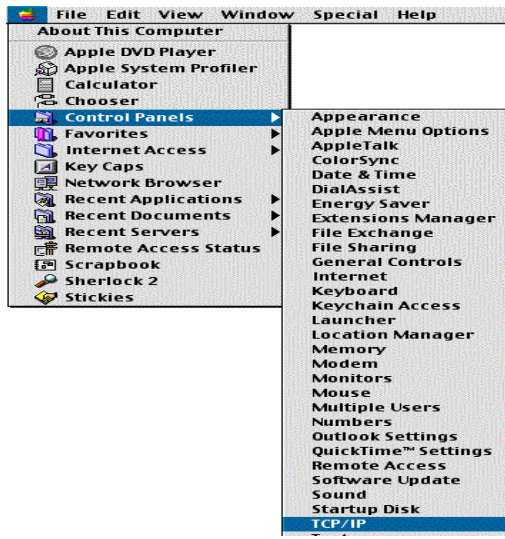 File Edit View Window Special Help
About This Computer
Apple DVD Player
Apple System Profiler
Calculator
Chooser
Control Panels
Favorites
Internet Access
Key Caps
Network Browser
Recent Applications
Recent Documents
Recent Servers
Remote Access Status
Scrapbook
Sherlock 2
Stickies
Appearance
Apple Menu Options
AppleTalk
ColorSync
Date & Time
DialAssist
Energy Saver
Extensions Manager
File Exchange
File Sharing
General Controls
Internet
Keyboard
Keychain Access
Launcher
Location Manager
Memory
Modem
Monitors
Mouse
Multiple Users
Numbers
Outlook Settings
QuickTime™ Settings
Remote Access
Software Update
Sound
Startup Disk
TCP/IP